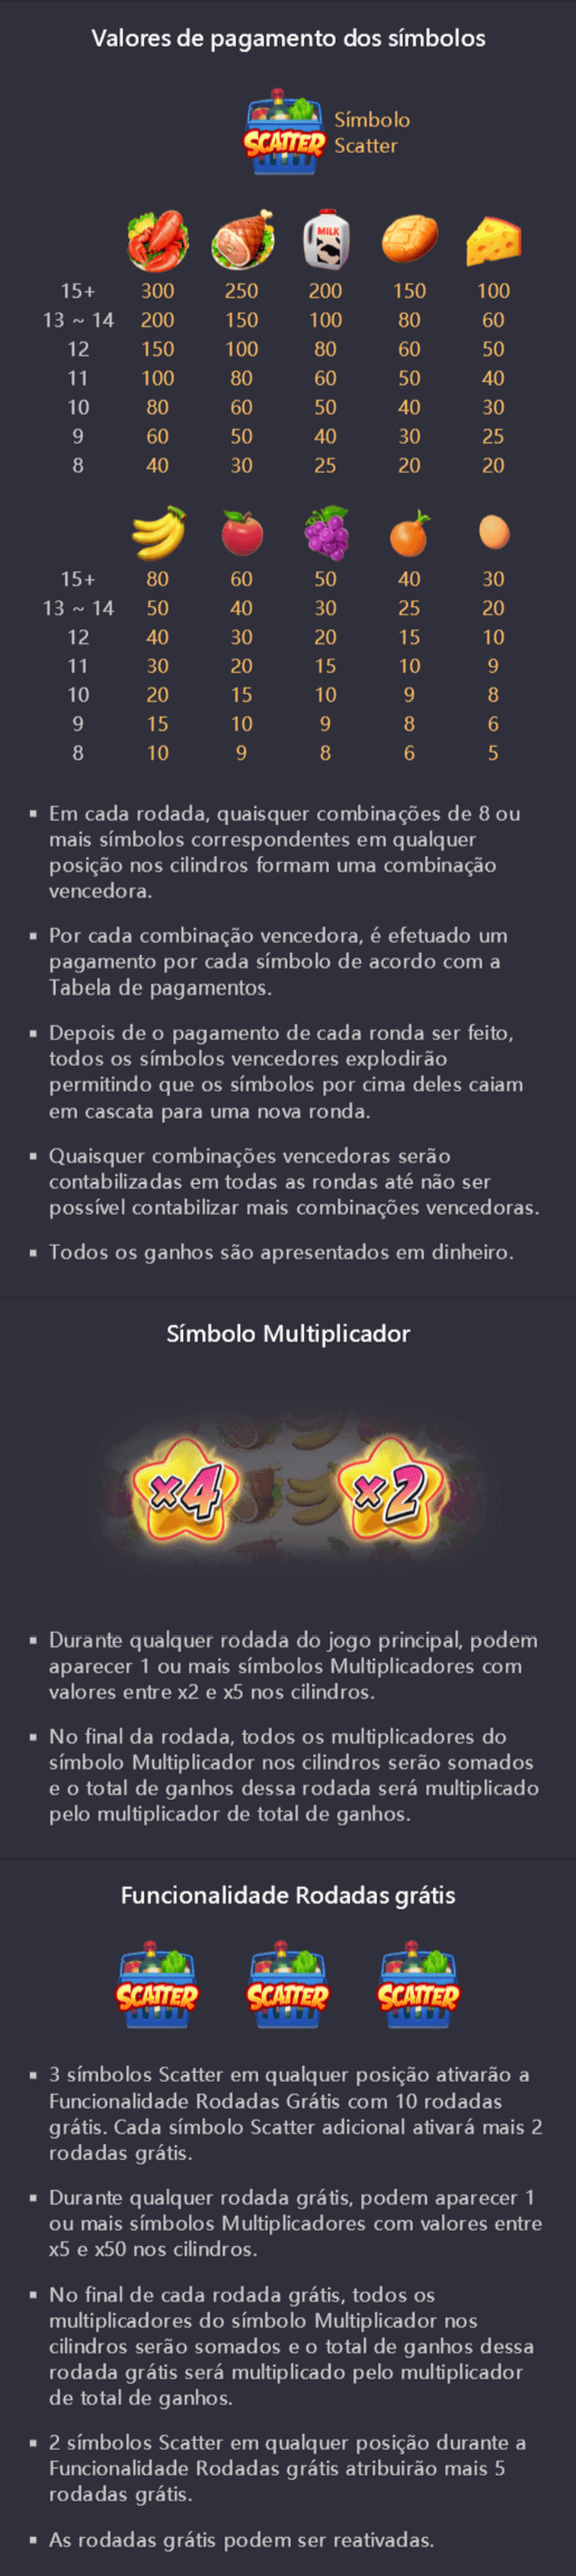 Valores de pagamento dos símbolos
SCATTER
Símbolo
Scatter
MILK
15+ 300 250 200 150 100
13 ~ 14 200 150 100 80 60
12 150 100 80 60 50
11 100 80 60 50 40
10 80 60 50 40 30
9 60 50 40 30 25
8 40 30 25 20 20
15+ 80 60 50 40 30
13 ~ 14 50 40 30 25 20
12 40 30 20 15 10
11 30 20 15 10 9
10 20 15 10 9 8
9 15 10 9 8 6
8 10 9 8 6 5
▪ Em cada rodada, quaisquer combinações de 8 ou
mais símbolos correspondentes em qualquer
posição nos cilindros formam uma combinação
vencedora.
▪ Por cada combinação vencedora, é efetuado um
pagamento por cada símbolo de acordo com a
Tabela de pagamentos.
▪ Depois de o pagamento de cada ronda ser feito,
todos os símbolos vencedores explodirão
permitindo que os símbolos por cima deles caiam
em cascata para uma nova ronda.
▪ Quaisquer combinações vencedoras serão
contabilizadas em todas as rondas até não ser
possível contabilizar mais combinações vencedoras.
▪ Todos os ganhos são apresentados em dinheiro.
Símbolo Multiplicador
x4 x2
▪ Durante qualquer rodada do jogo principal, podem
aparecer 1 ou mais símbolos Multiplicadores com
valores entre x2 e x5 nos cilindros.
▪ No final da rodada, todos os multiplicadores do
símbolo Multiplicador nos cilindros serão somados
e o total de ganhos dessa rodada será multiplicado
pelo multiplicador de total de ganhos.
Funcionalidade Rodadas grátis
SCATTER SCATTER SCATTER
▪ 3 símbolos Scatter em qualquer posição ativarão a
Funcionalidade Rodadas Grátis com 10 rodadas
grátis. Cada símbolo Scatter adicional ativará mais 2
rodadas grátis.
▪ Durante qualquer rodada grátis, podem aparecer 1
ou mais símbolos Multiplicadores com valores entre
x5 e x50 nos cilindros.
▪ No final de cada rodada grátis, todos os
multiplicadores do símbolo Multiplicador nos
cilindros serão somados e o total de ganhos dessa
rodada grátis será multiplicado pelo multiplicador
de total de ganhos.
▪ 2 símbolos Scatter em qualquer posição durante a
Funcionalidade Rodadas grátis atribuirão mais 5
rodadas grátis.
▪ As rodadas grátis podem ser reativadas.